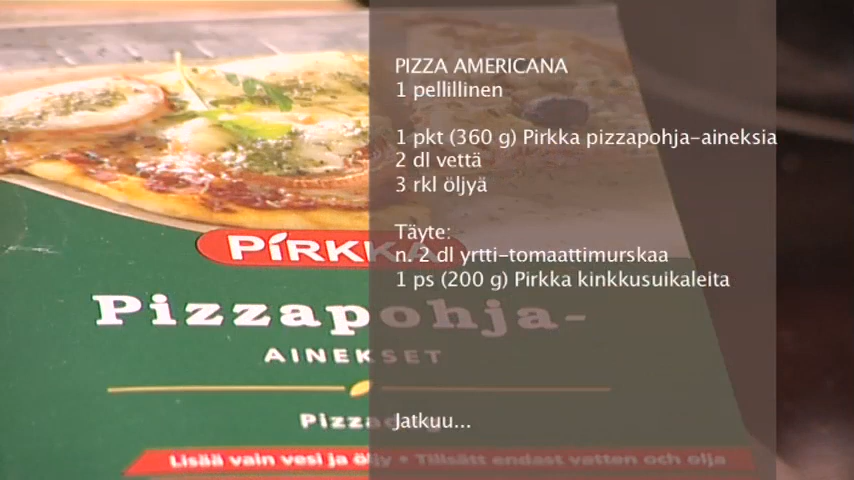 PIZZA AMERICANA
1 pellillinen
1 pkt (360 g) Pirkka pizzapohja-aineksia
2 dl vettä
3 rkl öljyä
Täyte:
n. 2 dl yrtti-tomaattimurskaa
1 ps (200 g) Pirkka kinkkusuikaleita
Jatkuu...
PIRKKA
Pizzapohja-
AINEKSET
Lisää vain vesi ja öljy • Tillsätt endast vatten och olja